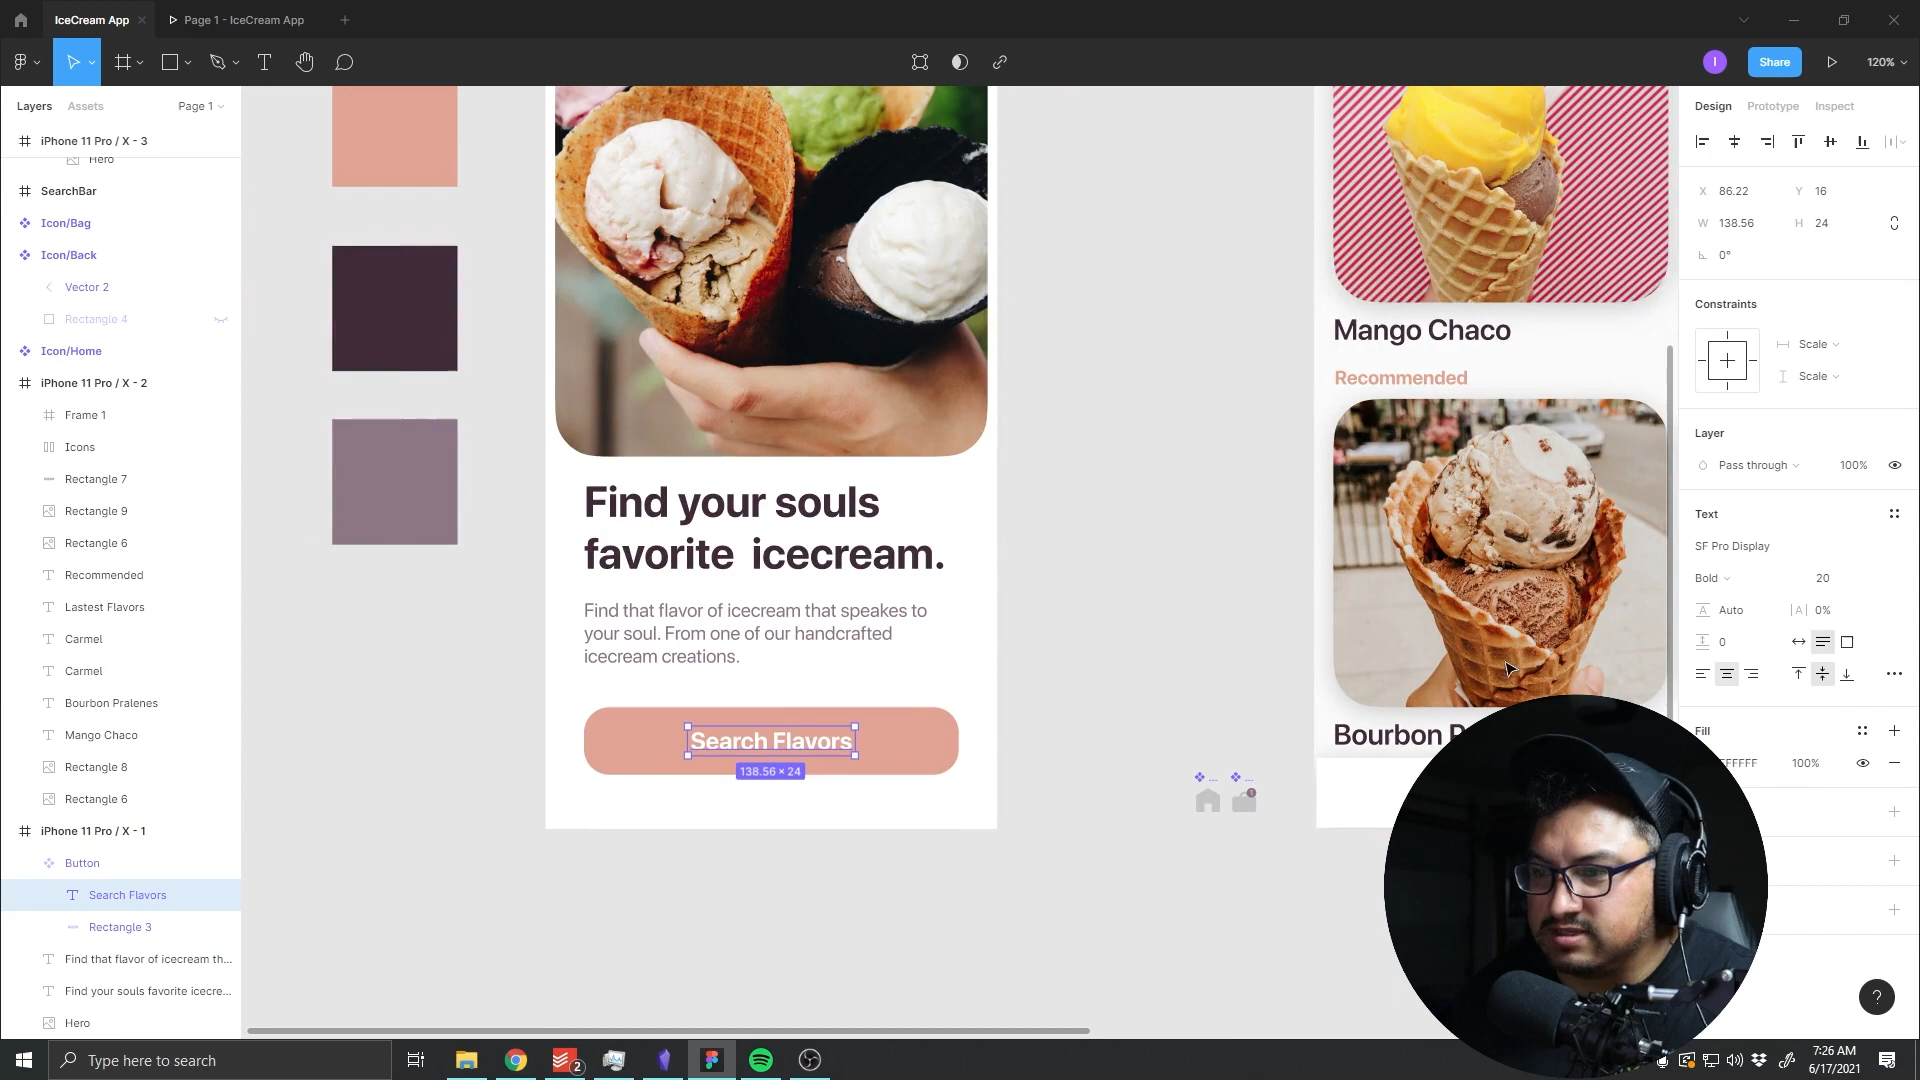 IceCream App
Page 1 - IceCream App
I
Share
120%
Layers
Assets
Page 1
iPhone 11 Pro / X - 3
Hero
SearchBar
Icon/Bag
Icon/Back
Vector 2
Rectangle 4
Icon/Home
iPhone 11 Pro / X - 2
Frame 1
Icons
Rectangle 7
Rectangle 9
Rectangle 6
Recommended
Lastest Flavors
Carmel
Carmel
Bourbon Pralenes
Mango Chaco
Rectangle 8
Rectangle 6
iPhone 11 Pro / X - 1
Button
Search Flavors
Rectangle 3
Find that flavor of icecream th...
Find your souls favorite icecre...
Hero
Find your souls
favorite icecream.
Find that flavor of icecream that speakes to
your soul. From one of our handcrafted
icecream creations.
Search Flavors
138.56 × 24
Mango Chaco
Recommended
Bourbon
Design
Prototype
Inspect
X 86.22 Y 16
W 138.56 H 24
0°
Constraints
Scale
Scale
Layer
Pass through 100%
Text
SF Pro Display
Bold 20
Auto 0%
0
Fill
FFFFF 100%
?
Type here to search
2
7:26 AM
6/17/2021